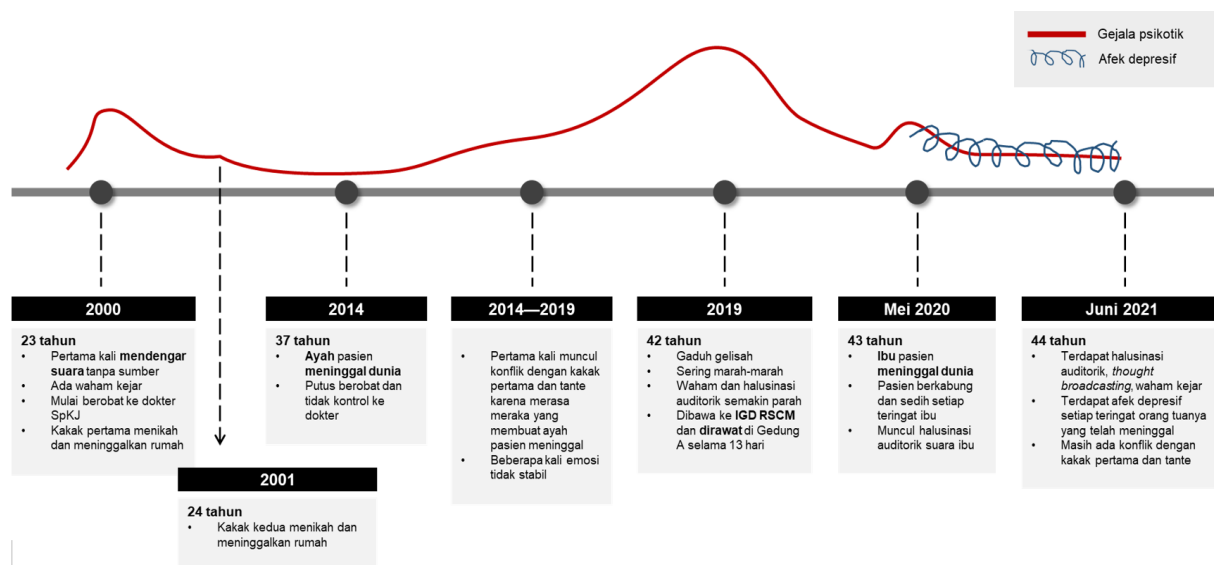 Gejala psikotik
Afek depresif
2000
23 tahun
• Pertama kali mendengar
suara tanpa sumber
• Ada waham kejar
• Mulai berobat ke dokter
SpKJ
• Kakak pertama menikah
dan meninggalkan rumah
2001
24 tahun
• Kakak kedua menikah dan
meninggalkan rumah
2014
37 tahun
• Ayah pasien
meninggal dunia
• Putus berobat dan
tidak kontrol ke
dokter
2014—2019
• Pertama kali muncul
konflik dengan kakak
pertama dan tante
karena merasa
meraka yang
membuat ayah
pasien meninggal
• Beberapa kali emosi
tidak stabil
2019
42 tahun
• Gaduh gelisah
• Sering marah-marah
• Waham dan halusinasi
auditorik semakin parah
• Dibawa ke IGD RSCM
dan dirawat di Gedung
A selama 13 hari
Mei 2020
43 tahun
• Ibu pasien
meninggal dunia
• Pasien berkabung
dan sedih setiap
teringat ibu
• Muncul halusinasi
auditorik suara ibu
Juni 2021
44 tahun
• Terdapat halusinasi
auditorik, thought
broadcasting, waham kejar
• Terdapat afek depresif
setiap teringat orang tuanya
yang telah meninggal
• Masih ada konflik dengan
kakak pertama dan tante